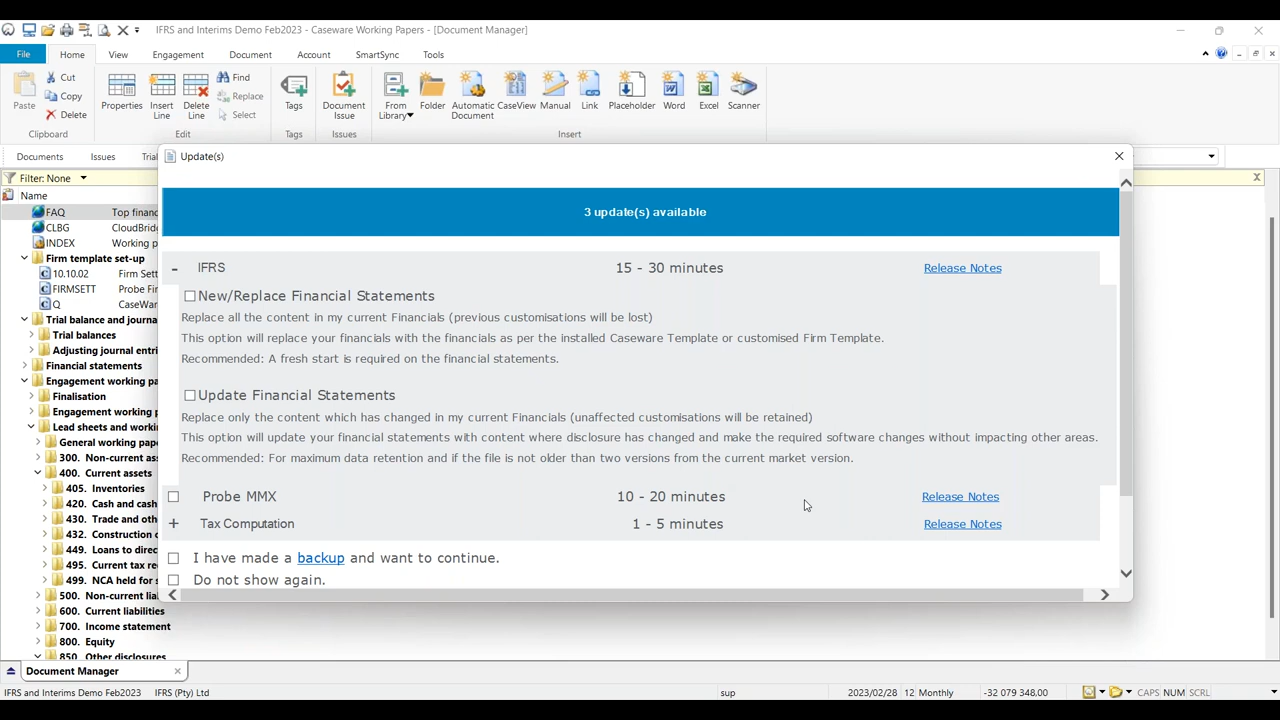 IFRS and Interims Demo Feb2023 - Caseware Working Papers - [Document Manager]
File Home View Engagement Document Account SmartSync Tools
Paste Cut Copy Delete Properties Insert Line Delete Line Find Replace Select Tags Document Issue From Library Folder Automatic Document CaseView Manual Link Placeholder Word Excel Scanner
Clipboard Edit Tags Issues Insert
Documents Issues Trial
Update(s)
Filter: None
Name
3 update(s) available
FAQ Top financ
CLBG CloudBridg
INDEX Working p
Firm template set-up
10.10.02 Firm Sett
FIRMSETT Probe Fir
Q CaseWar
Trial balance and journa
Trial balances
Adjusting journal entri
Financial statements
Engagement working pa
Finalisation
Engagement working p
Lead sheets and workin
General working pape
300. Non-current ass
400. Current assets
405. Inventories
420. Cash and cash
430. Trade and oth
432. Construction c
449. Loans to direc
495. Current tax re
499. NCA held for s
500. Non-current lia
600. Current liabilities
700. Income statement
800. Equity
850. Other disclosures
- IFRS 15 - 30 minutes Release Notes
New/Replace Financial Statements
Replace all the content in my current Financials (previous customisations will be lost)
This option will replace your financials with the financials as per the installed Caseware Template or customised Firm Template.
Recommended: A fresh start is required on the financial statements.
Update Financial Statements
Replace only the content which has changed in my current Financials (unaffected customisations will be retained)
This option will update your financial statements with content where disclosure has changed and make the required software changes without impacting other areas.
Recommended: For maximum data retention and if the file is not older than two versions from the current market version.
Probe MMX 10 - 20 minutes Release Notes
+ Tax Computation 1 - 5 minutes Release Notes
I have made a backup and want to continue.
Do not show again.
Document Manager
IFRS and Interims Demo Feb2023 IFRS (Pty) Ltd sup 2023/02/28 12 Monthly -32 079 348,00 CAPS NUM SCRL